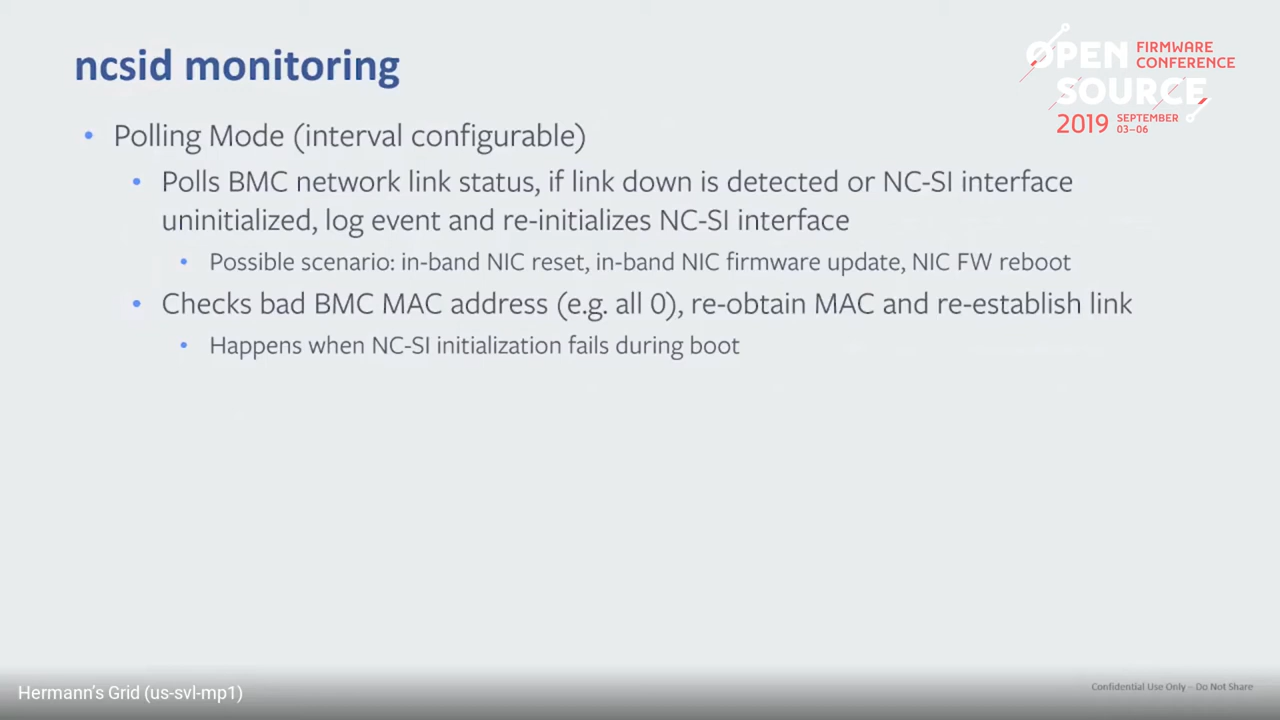 ncsid monitoring
OPEN
SOURCE
FIRMWARE
CONFERENCE
2019
SEPTEMBER
03–06
• Polling Mode (interval configurable)
• Polls BMC network link status, if link down is detected or NC-SI interface
uninitialized, log event and re-initializes NC-SI interface
• Possible scenario: in-band NIC reset, in-band NIC firmware update, NIC FW reboot
• Checks bad BMC MAC address (e.g. all 0), re-obtain MAC and re-establish link
• Happens when NC-SI initialization fails during boot
Hermann's Grid (us-svl-mp1)
Confidential Use Only – Do Not Share